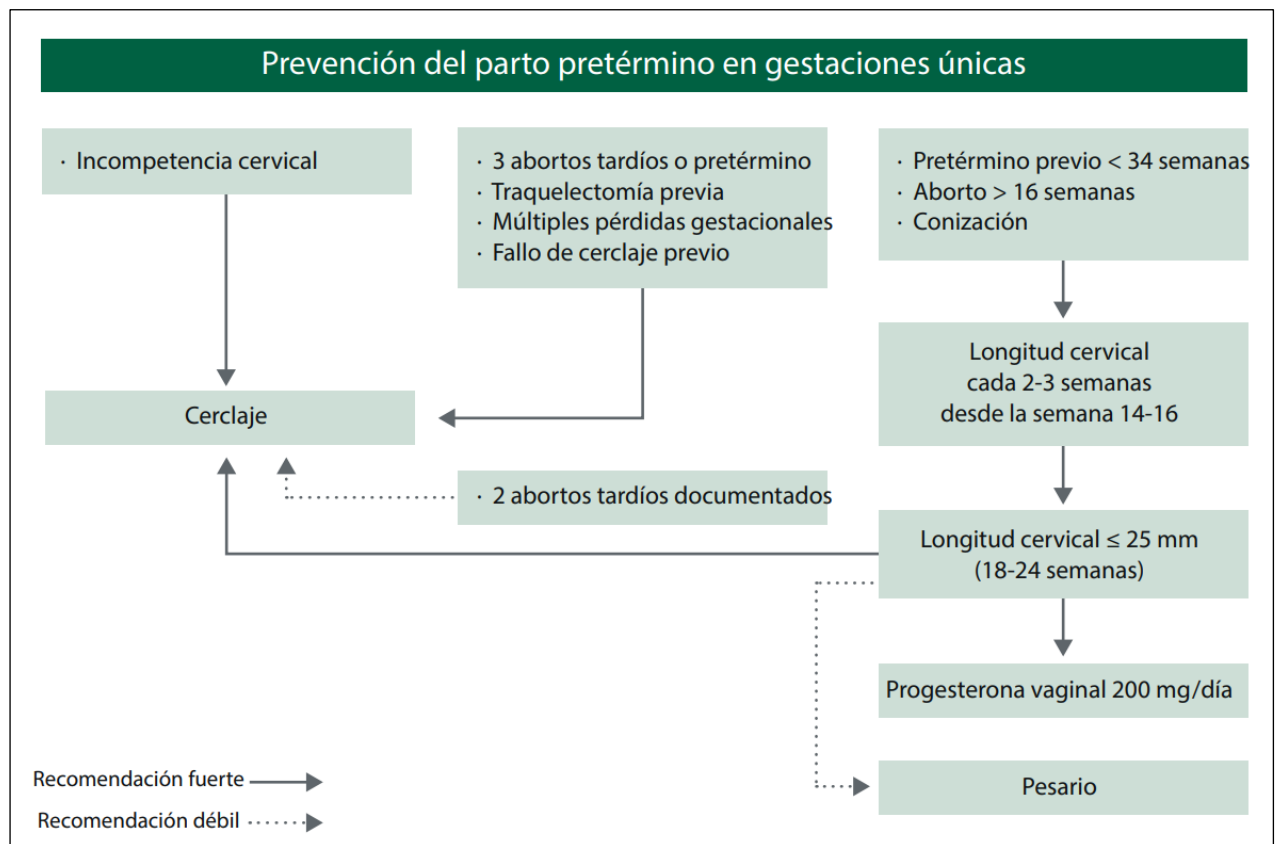 Prevención del parto pretérmino en gestaciones únicas
· Incompetencia cervical
· 3 abortos tardíos o pretérmino
· Traquelectomía previa
· Múltiples pérdidas gestacionales
· Fallo de cerclaje previo
· Pretérmino previo < 34 semanas
· Aborto > 16 semanas
· Conización
Longitud cervical
cada 2-3 semanas
desde la semana 14-16
Cerclaje
· 2 abortos tardíos documentados
Longitud cervical ≤ 25 mm
(18-24 semanas)
Progesterona vaginal 200 mg/día
Pesario
Recomendación fuerte
Recomendación débil